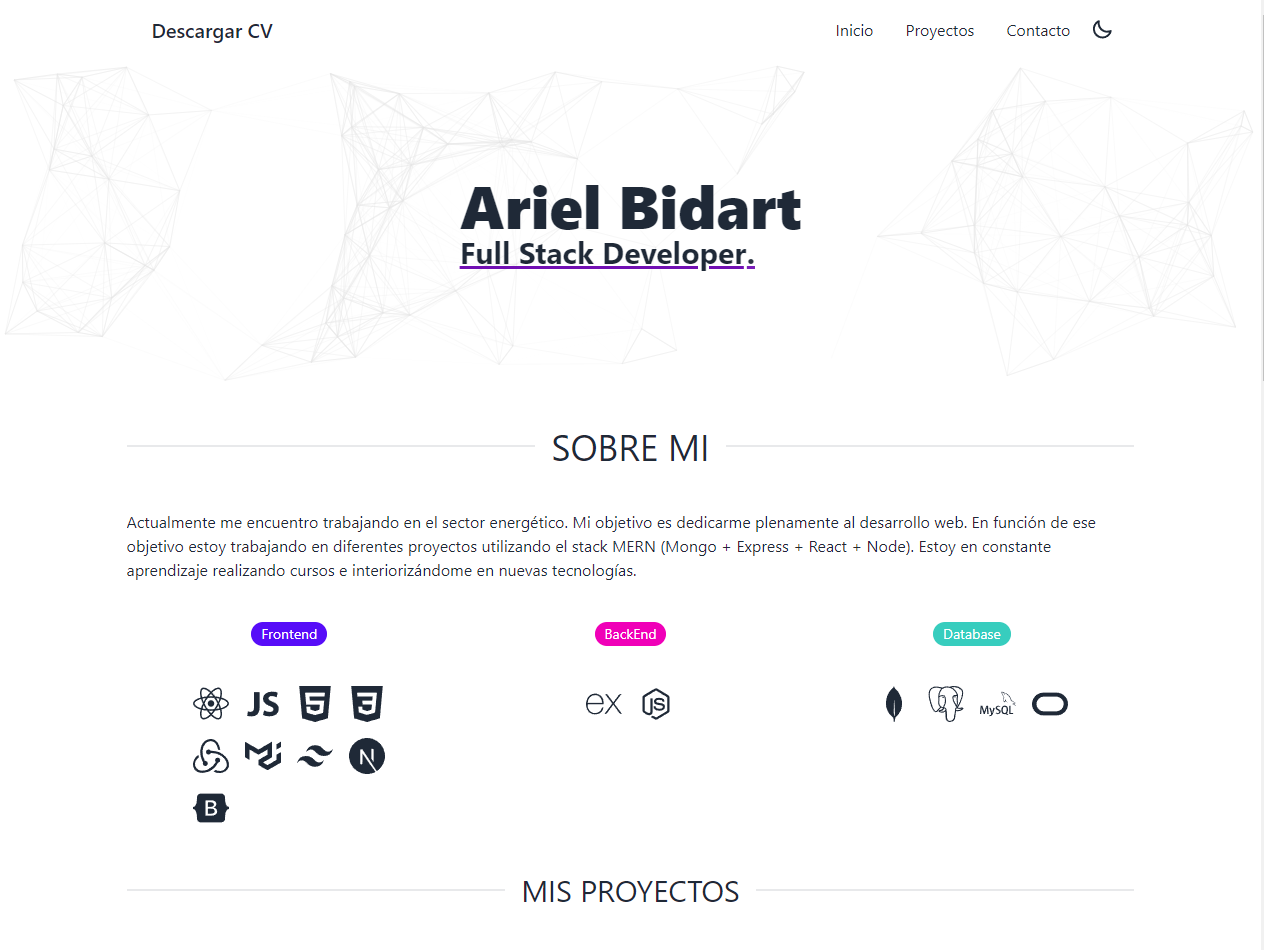 Descargar CV
Inicio
Proyectos
Contacto
Ariel Bidart
Full Stack Developer.
SOBRE MI
Actualmente me encuentro trabajando en el sector energético. Mi objetivo es dedicarme plenamente al desarrollo web. En función de ese
objetivo estoy trabajando en diferentes proyectos utilizando el stack MERN (Mongo + Express + React + Node). Estoy en constante
aprendizaje realizando cursos e interiorizándome en nuevas tecnologías.
Frontend
BackEnd
Database
JS
5
3
ex
JS
MySQL
N
B
MIS PROYECTOS